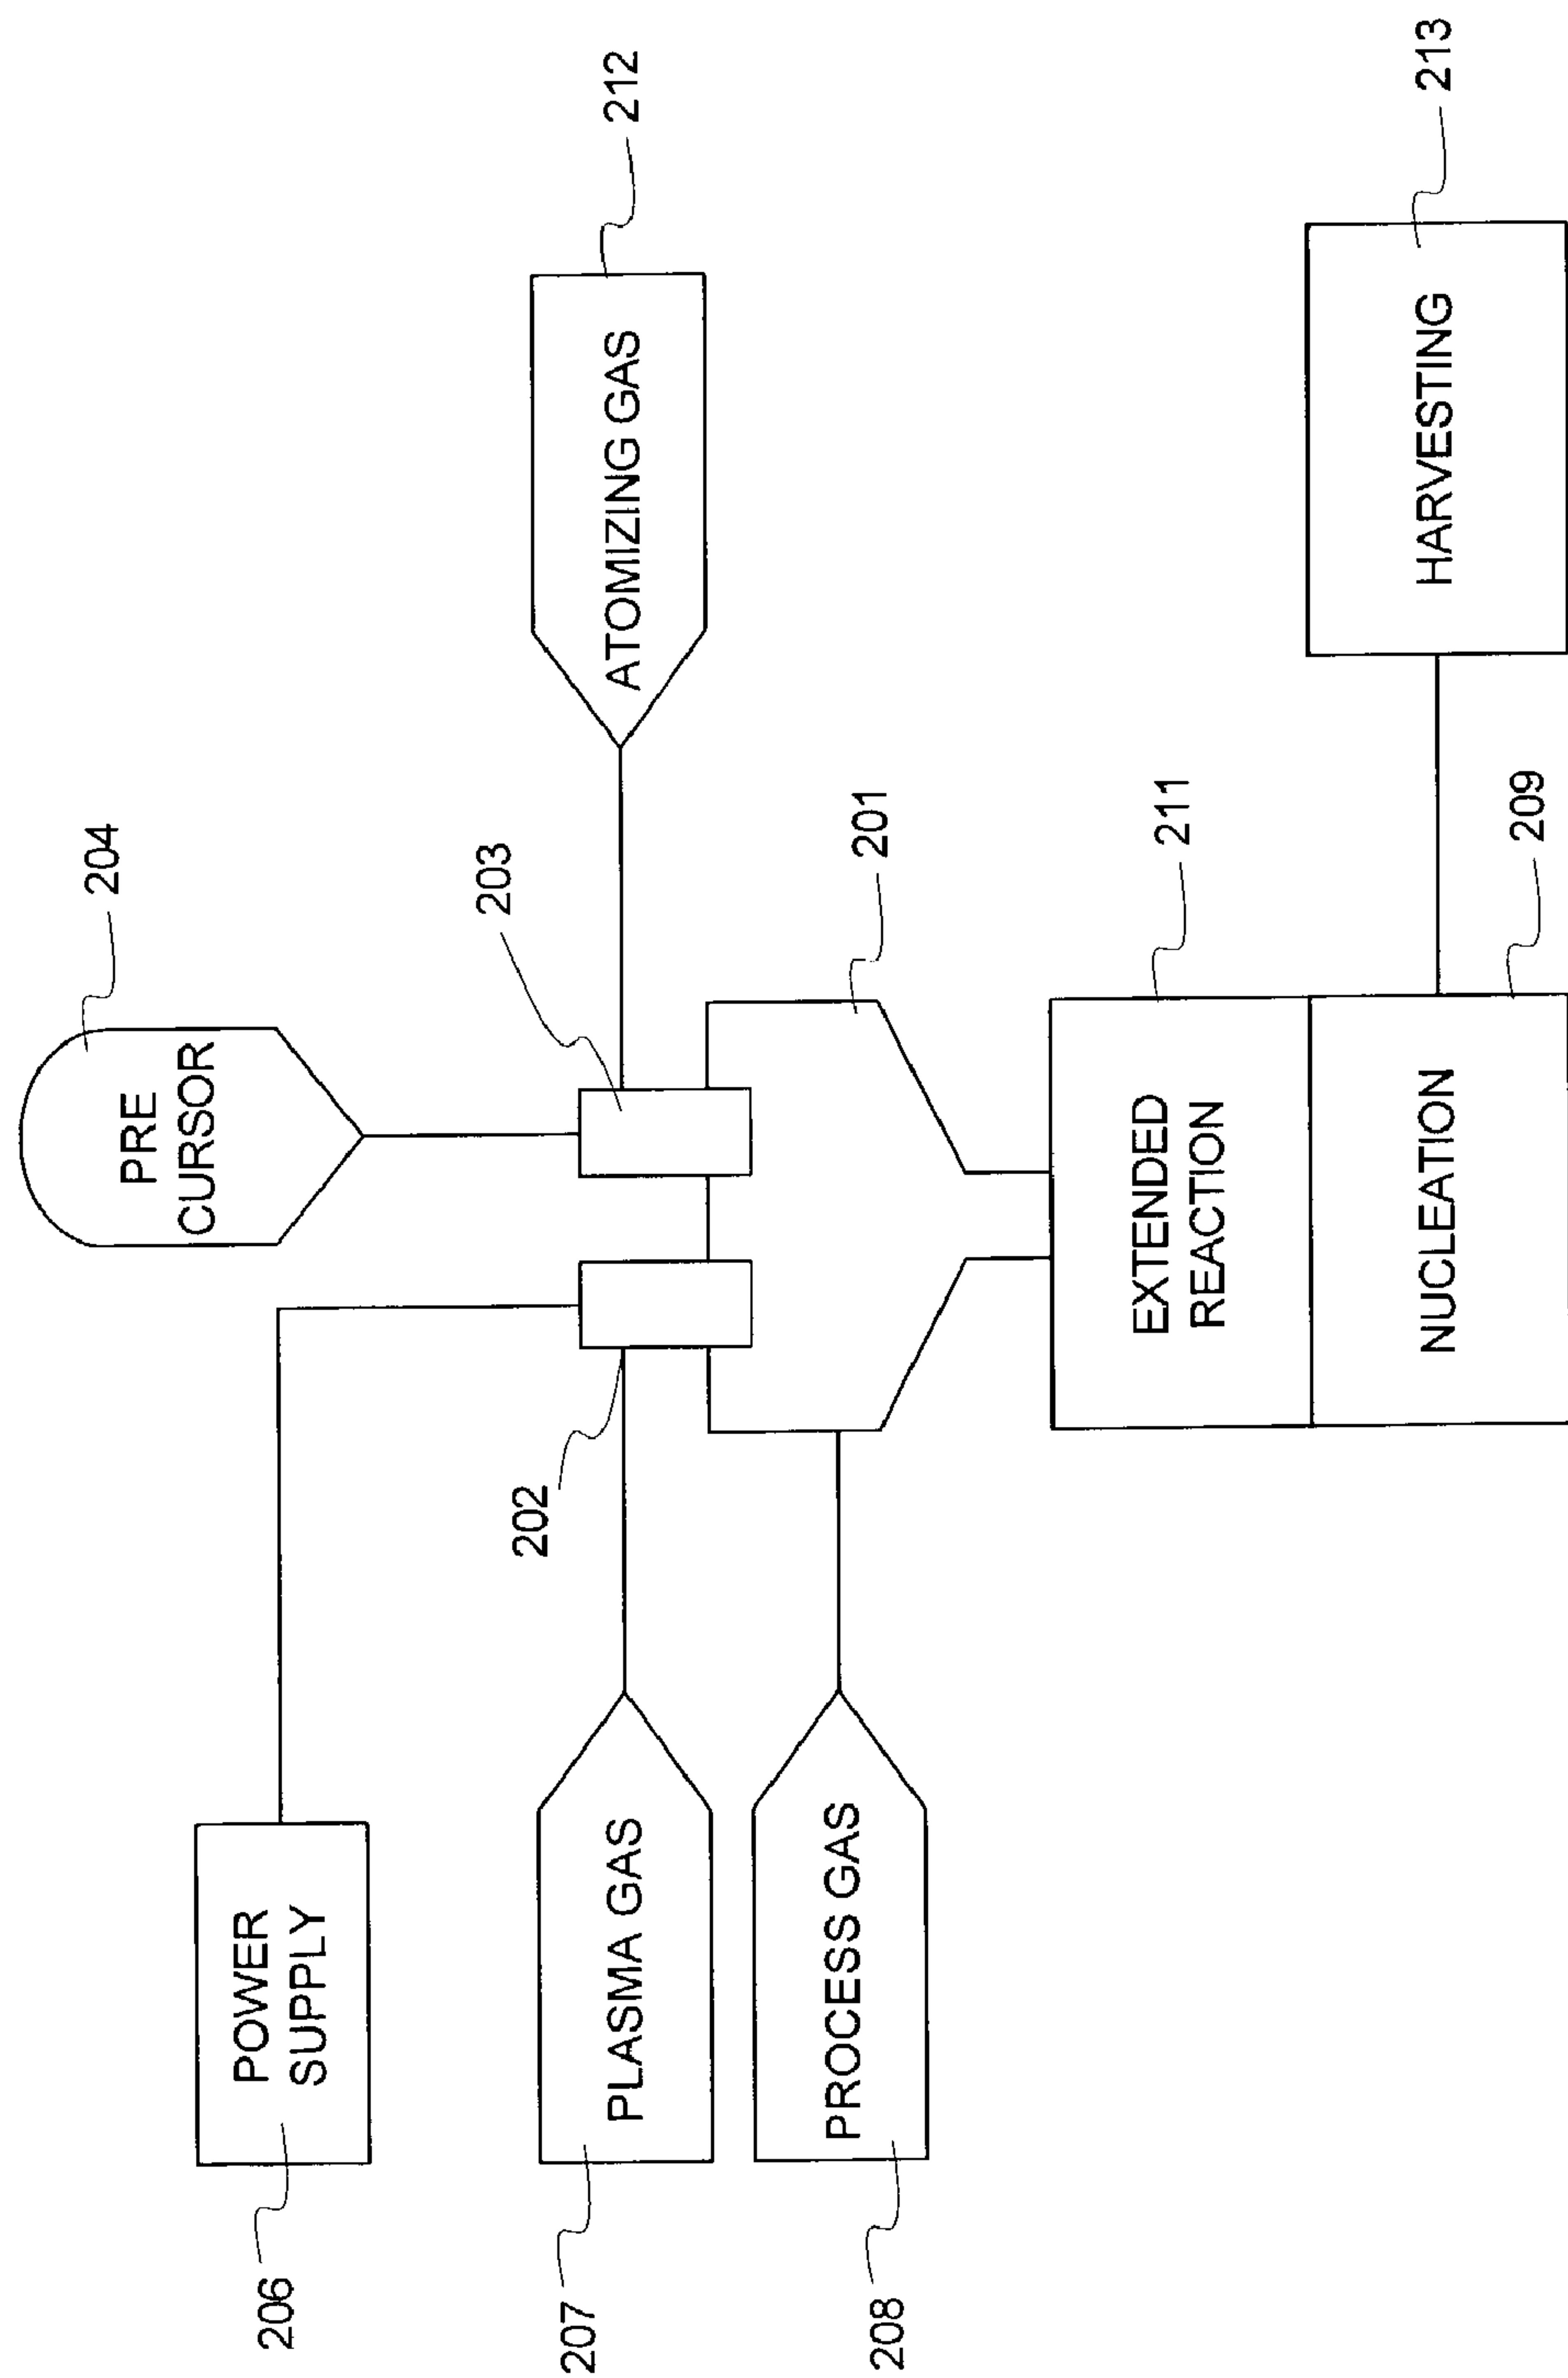 204
PRE
CURSOR
POWER
SUPPLY
206
203
212
ATOMIZING GAS
202
PLASMA GAS
207
201
PROCESS GAS
208
211
EXTENDED
REACTION
213
HARVESTING
209
NUCLEATION